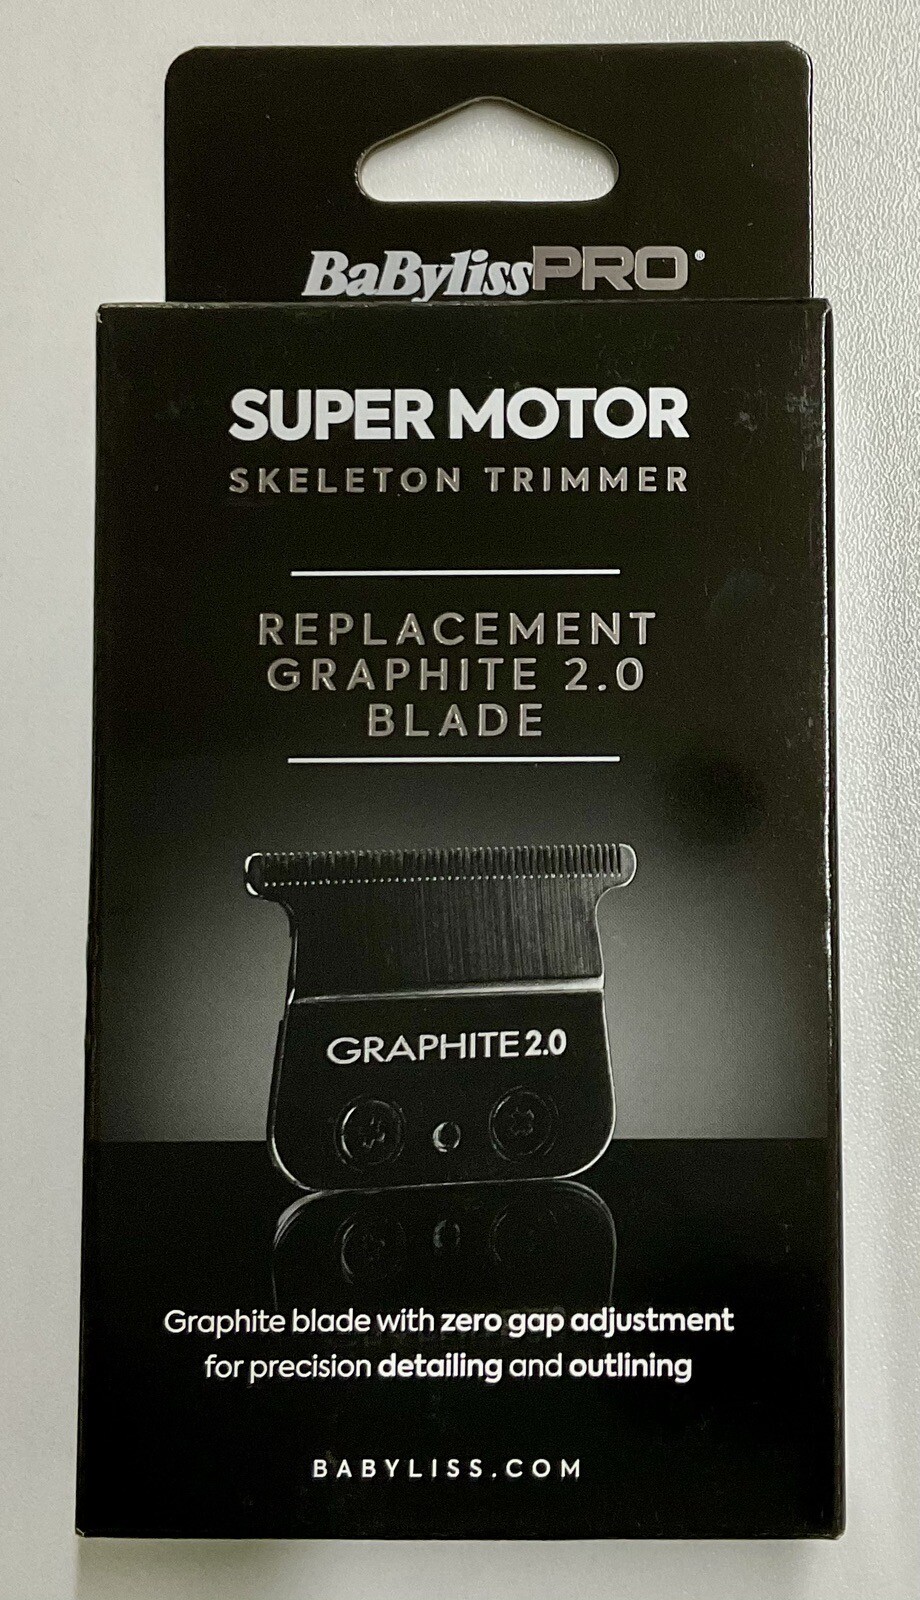 BaBylissPRO®
SUPER MOTOR
SKELETON TRIMMER
REPLACEMENT
GRAPHITE 2.0
BLADE
GRAPHITE 2.0
Graphite blade with zero gap adjustment
for precision detailing and outlining
BABYLISS.COM